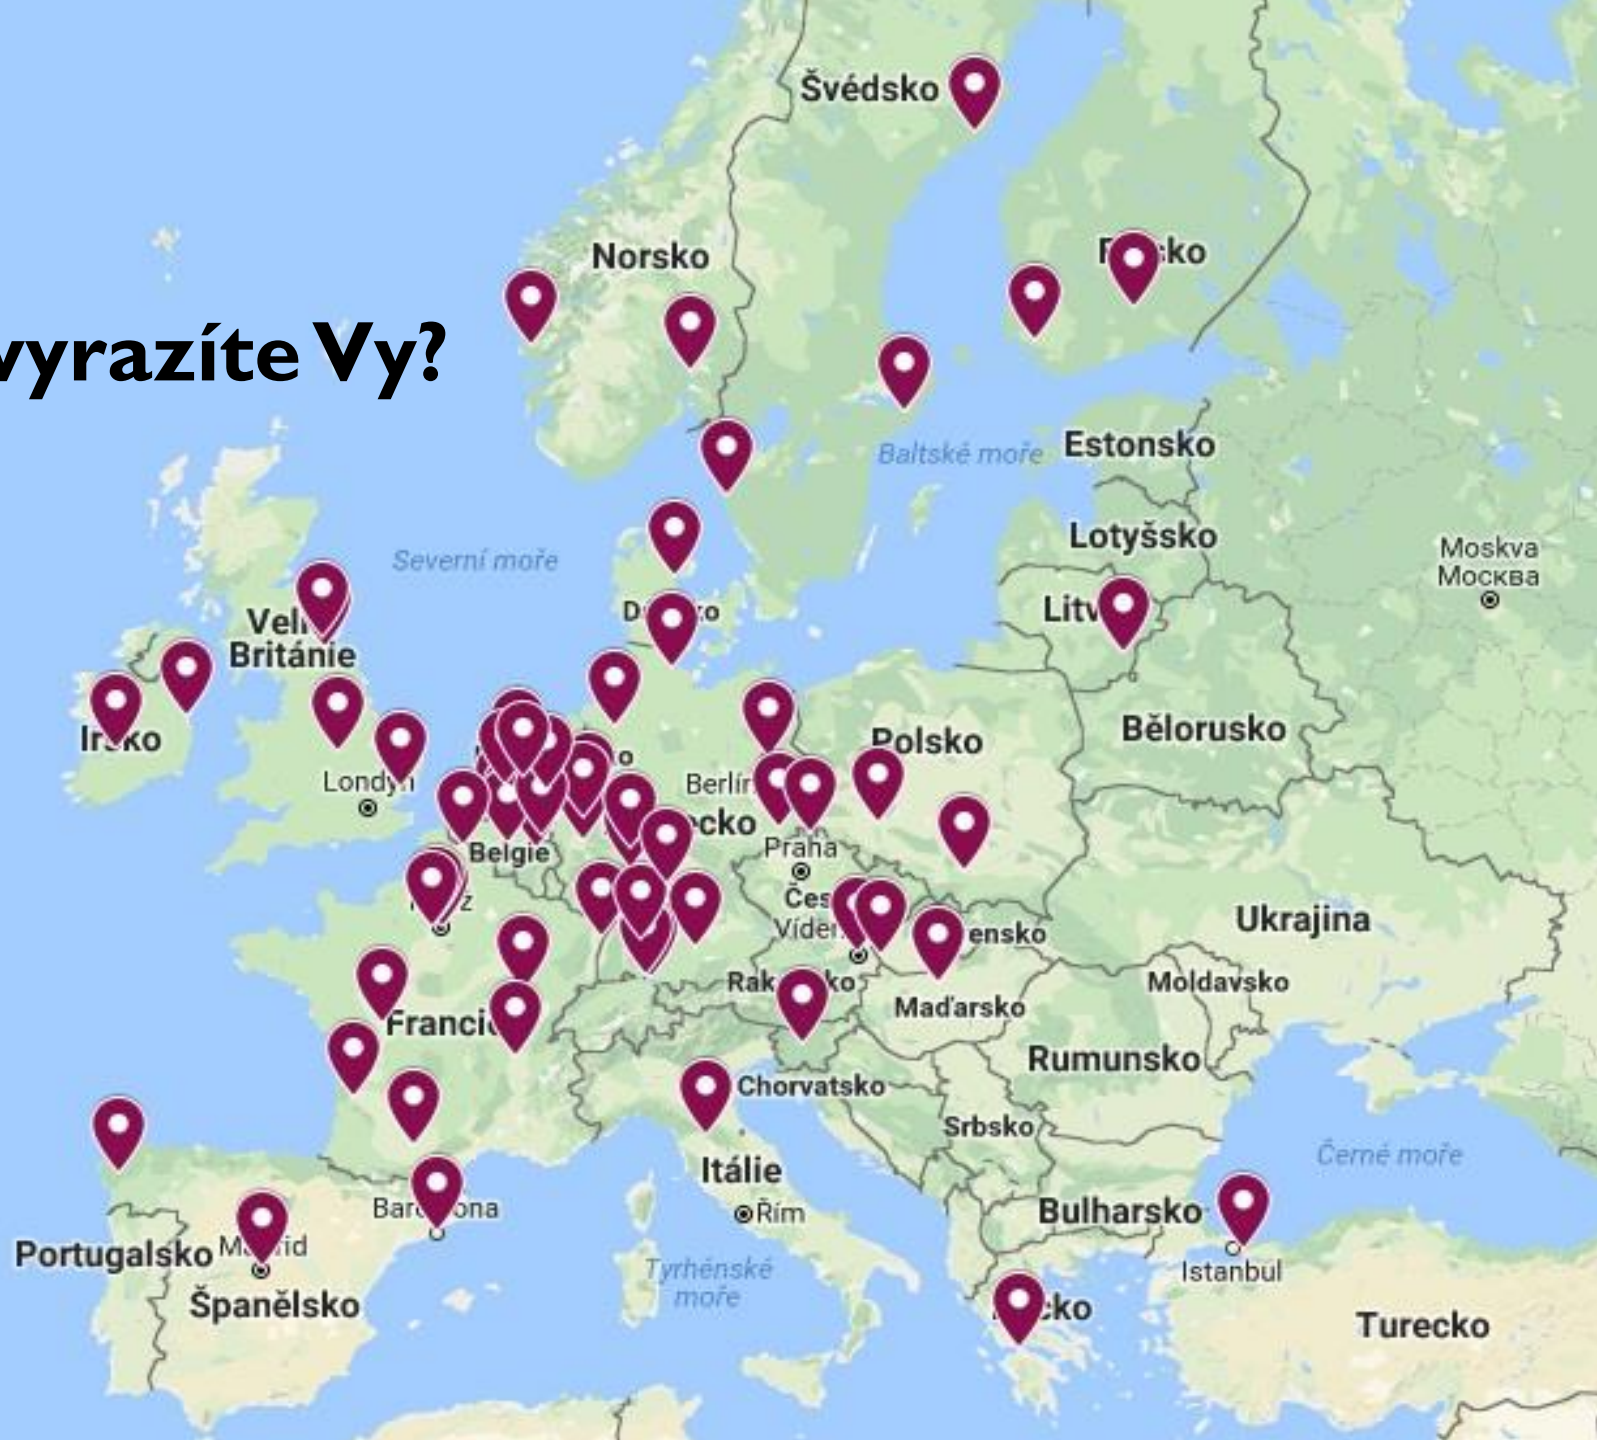 Švédsko
Norsko
vyrazíte Vy?
Baltské moře
Estonsko
Lotyšsko
Severní moře
Moskva
Москва
Británie
Bělorusko
Polsko
Londýn
Praha
Belgie
Ukrajina
Moldavsko
Maďarsko
Rumunsko
Chorvatsko
Srbsko
Černé moře
Itálie
Řím
Bulharsko
Portugalsko
Istanbul
Tyrhénské
moře
Španělsko
Turecko